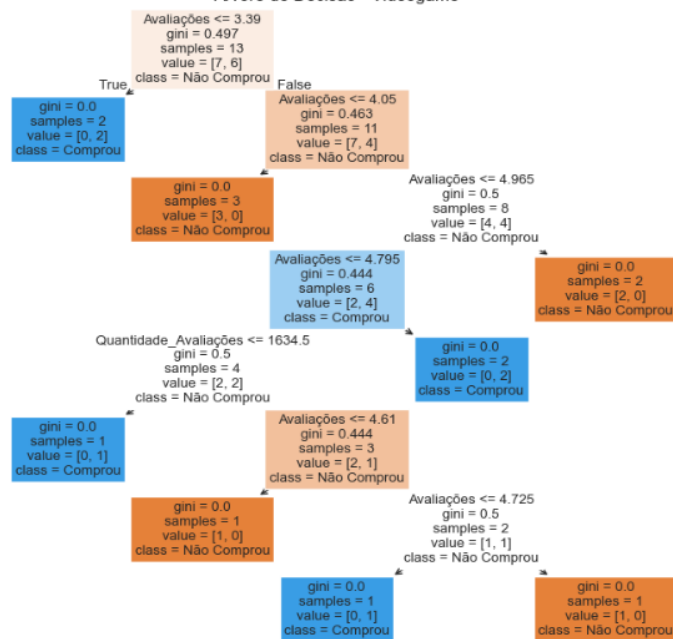 Árvore de Decisão - Videogame
Avaliações <= 3.39
gini = 0.497
samples = 13
value = [7, 6]
class = Não Comprou
True
False
gini = 0.0
samples = 2
value = [0, 2]
class = Comprou
Avaliações <= 4.05
gini = 0.463
samples = 11
value = [7, 4]
class = Não Comprou
gini = 0.0
samples = 3
value = [3, 0]
class = Não Comprou
Avaliações <= 4.965
gini = 0.5
samples = 8
value = [4, 4]
class = Não Comprou
Avaliações <= 4.795
gini = 0.444
samples = 6
value = [2, 4]
class = Comprou
gini = 0.0
samples = 2
value = [2, 0]
class = Não Comprou
Quantidade_Avaliações <= 1634.5
gini = 0.5
samples = 4
value = [2, 2]
class = Não Comprou
gini = 0.0
samples = 2
value = [0, 2]
class = Comprou
gini = 0.0
samples = 1
value = [0, 1]
class = Comprou
Avaliações <= 4.61
gini = 0.444
samples = 3
value = [2, 1]
class = Não Comprou
gini = 0.0
samples = 1
value = [1, 0]
class = Não Comprou
Avaliações <= 4.725
gini = 0.5
samples = 2
value = [1, 1]
class = Não Comprou
gini = 0.0
samples = 1
value = [0, 1]
class = Comprou
gini = 0.0
samples = 1
value = [1, 0]
class = Não Comprou